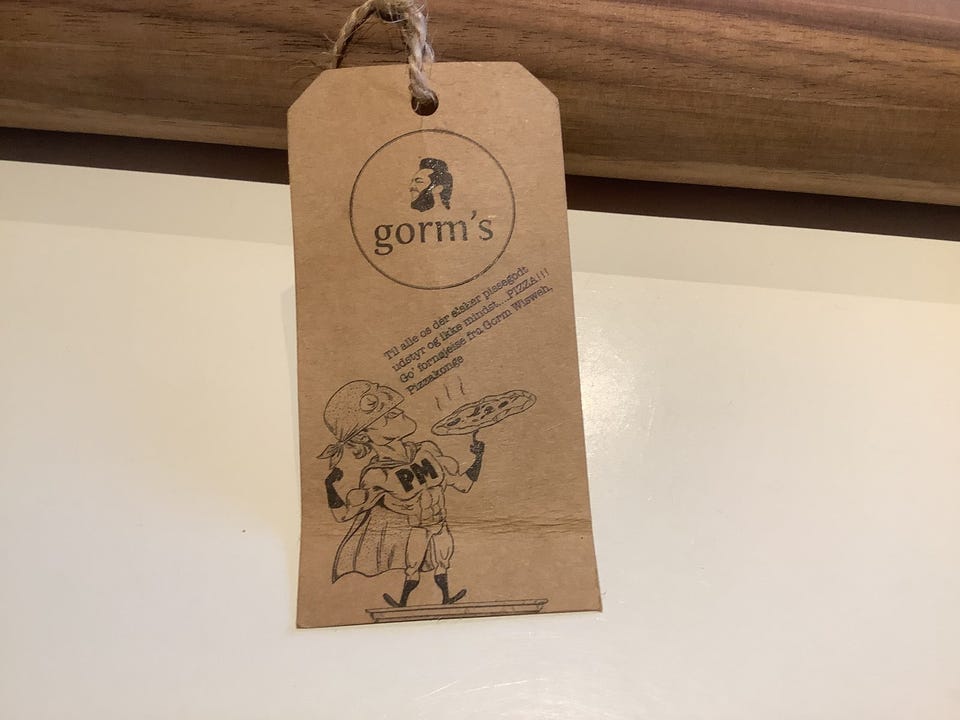 gorm's
Til alle os der elsker pissegodt
udstyr og ikke mindst....PIZZA!!!
Go' fornøjelse fra Gorm Wisweh,
Pizzakonge
PM